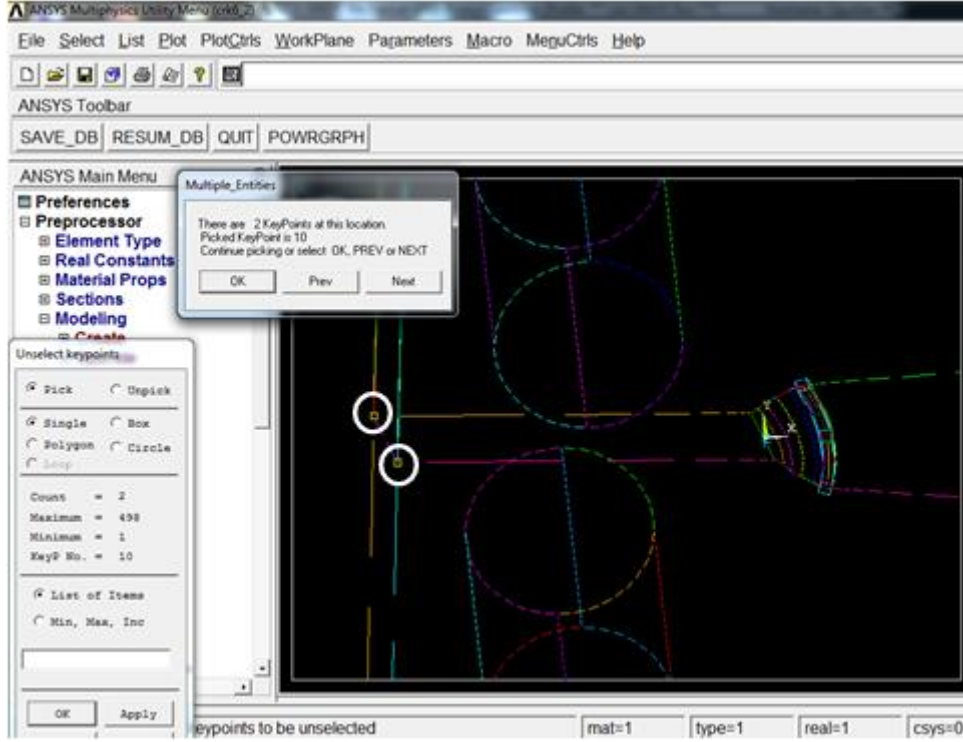 ANSYS Multiphysics Utility Menu (crk6_2)
File Select List Plot PlotCtrls WorkPlane Parameters Macro MenuCtrls Help
ANSYS Toolbar
SAVE_DB RESUM_DB QUIT POWRGRPH
ANSYS Main Menu
Preferences
Preprocessor
Element Type
Real Constants
Material Props
Sections
Modeling
Create
Multiple_Entities
There are 2 KeyPoints at this location.
Picked KeyPoint is 10
Continue picking or select OK, PREV or NEXT
OK Prev Next
Unselect keypoints
Pick Unpick
Single Box
Polygon Circle
Loop
Count = 2
Maximum = 498
Minimum = 1
KeyP No. = 10
List of Items
Min, Max, Inc
OK Apply
Y
X
eypoints to be unselected
mat=1 type=1 real=1 csys=0